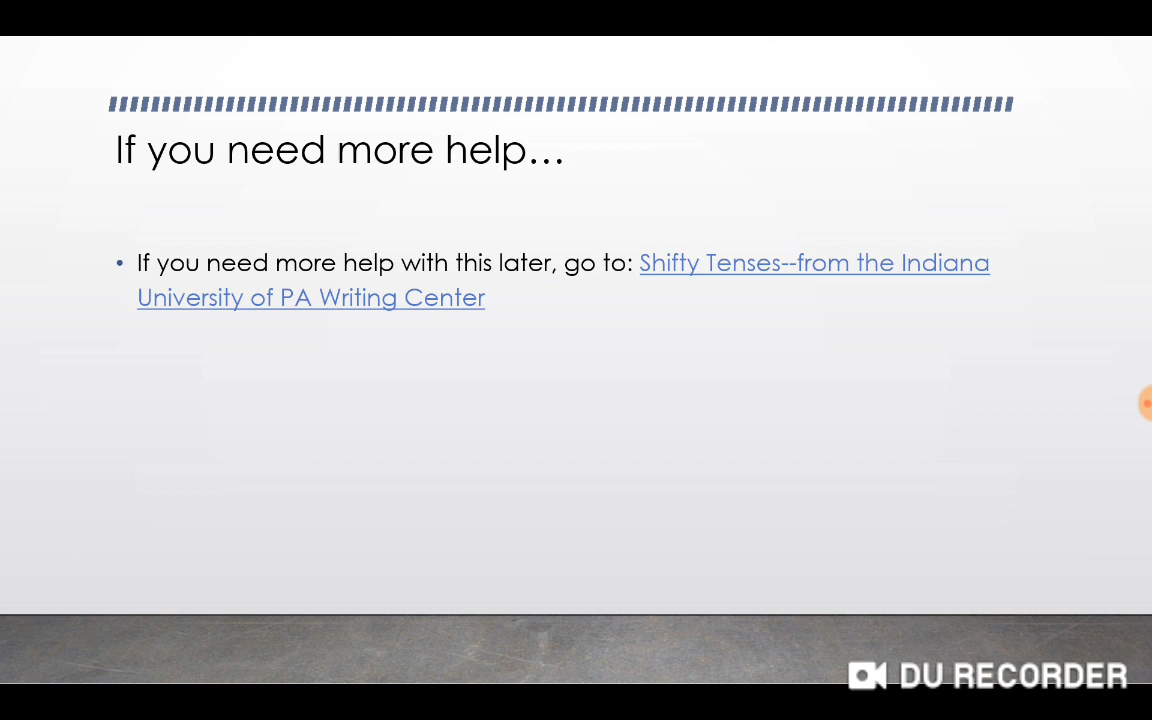 If you need more help…
• If you need more help with this later, go to: Shifty Tenses--from the Indiana
University of PA Writing Center
DU RECORDER